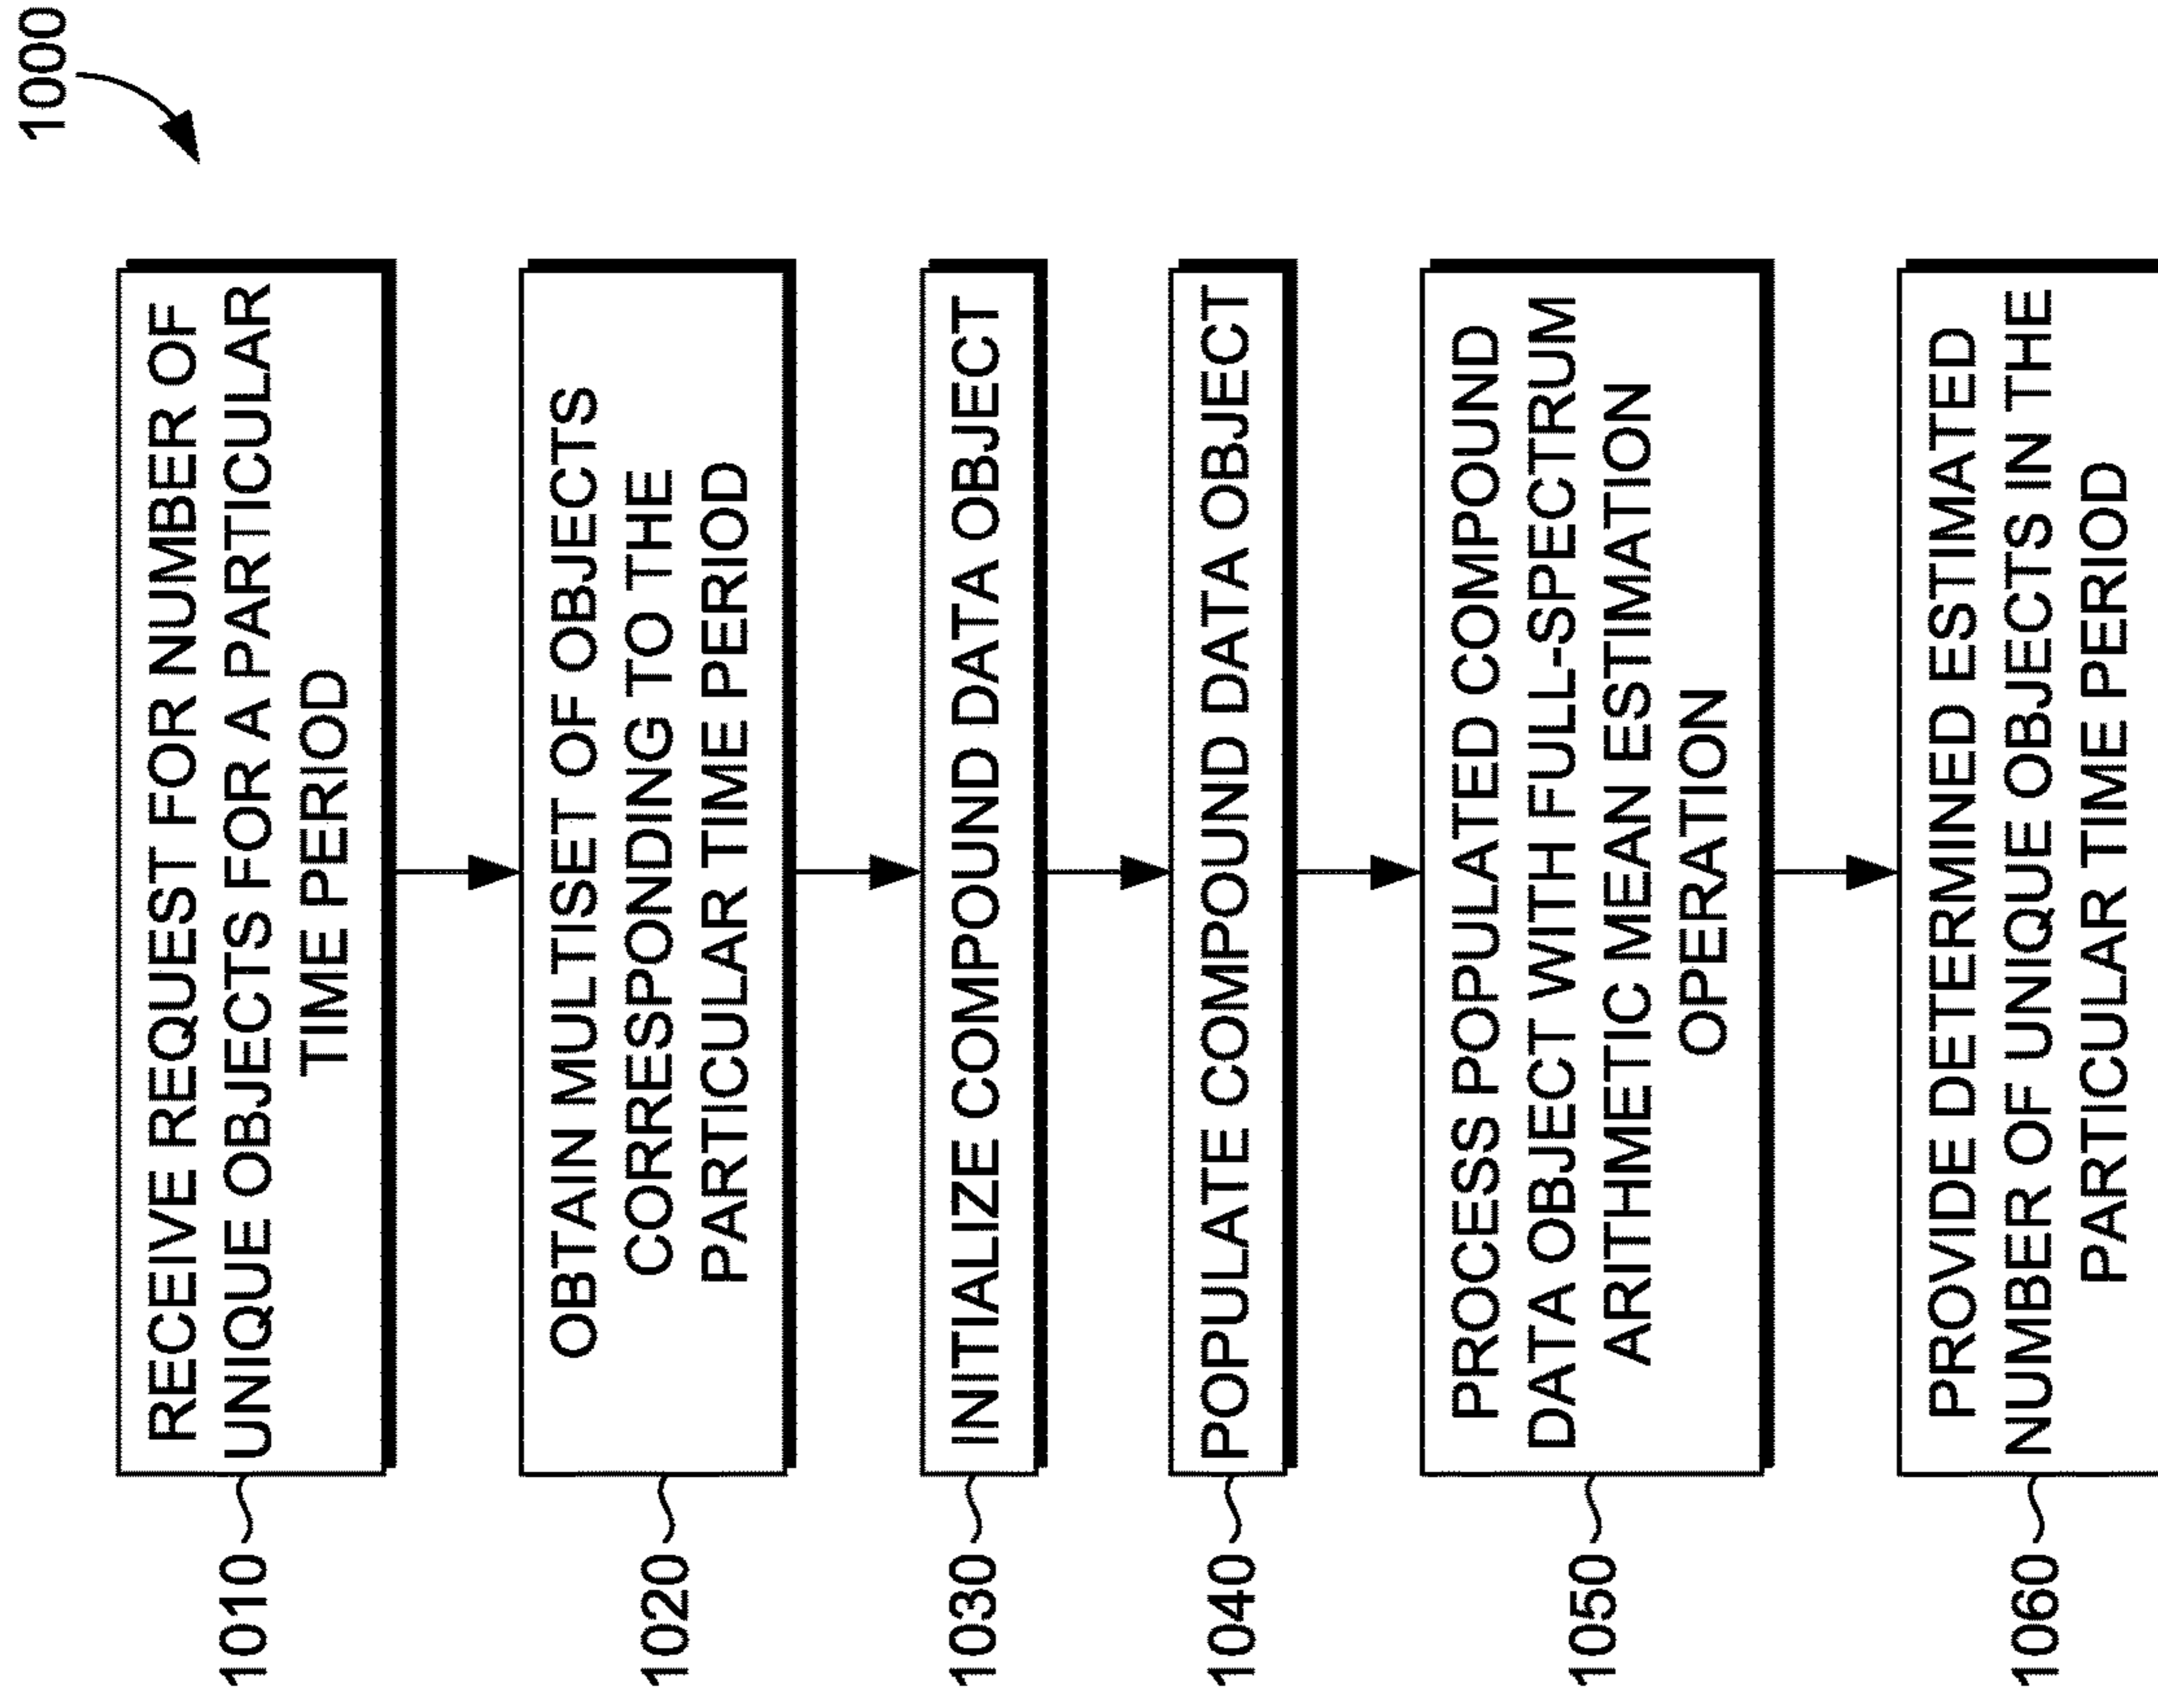 1000
1010
RECEIVE REQUEST FOR NUMBER OF
UNIQUE OBJECTS FOR A PARTICULAR
TIME PERIOD
1020
OBTAIN MULTISET OF OBJECTS
CORRESPONDING TO THE
PARTICULAR TIME PERIOD
1030
INITIALIZE COMPOUND DATA OBJECT
1040
POPULATE COMPOUND DATA OBJECT
1050
PROCESS POPULATED COMPOUND
DATA OBJECT WITH FULL-SPECTRUM
ARITHMETIC MEAN ESTIMATION
OPERATION
1060
PROVIDE DETERMINED ESTIMATED
NUMBER OF UNIQUE OBJECTS IN THE
PARTICULAR TIME PERIOD